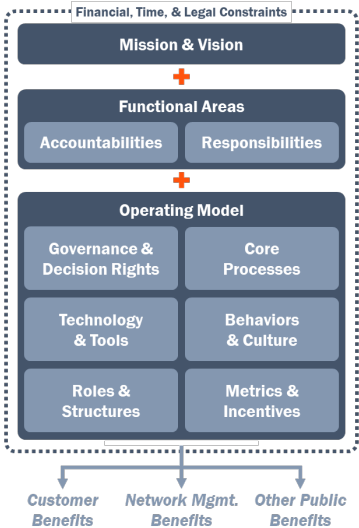 Financial, Time, & Legal Constraints
Mission & Vision
Functional Areas
Accountabilities
Responsibilities
Operating Model
Governance &
Decision Rights
Core
Processes
Technology
& Tools
Behaviors
& Culture
Roles &
Structures
Metrics &
Incentives
Customer
Benefits
Network Mgmt.
Benefits
Other Public
Benefits